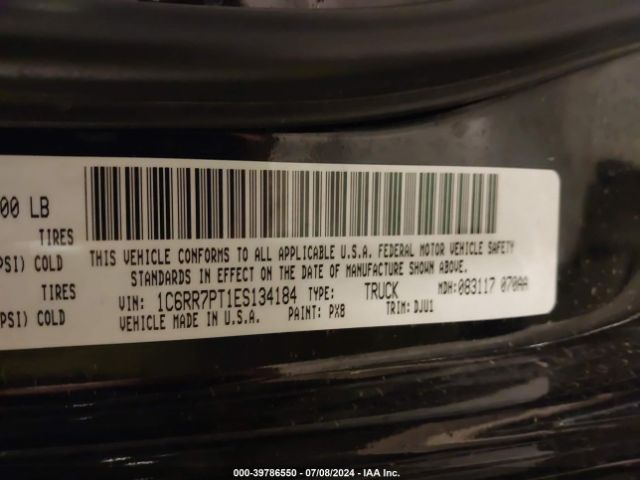 00 LB
TIRES
PSI) COLD
TIRES
PSI) COLD
THIS VEHICLE CONFORMS TO ALL APPLICABLE U.S.A. FEDERAL MOTOR VEHICLE SAFETY
STANDARDS IN EFFECT ON THE DATE OF MANUFACTURE SHOWN ABOVE.
VIN: 1C6RR7PT1ES134184 TYPE: TRUCK MDH:083117 070AA
VEHICLE MADE IN U.S.A. PAINT: PX8 TRIM: DJU1
000-39786550 - 07/08/2024 - IAA Inc.